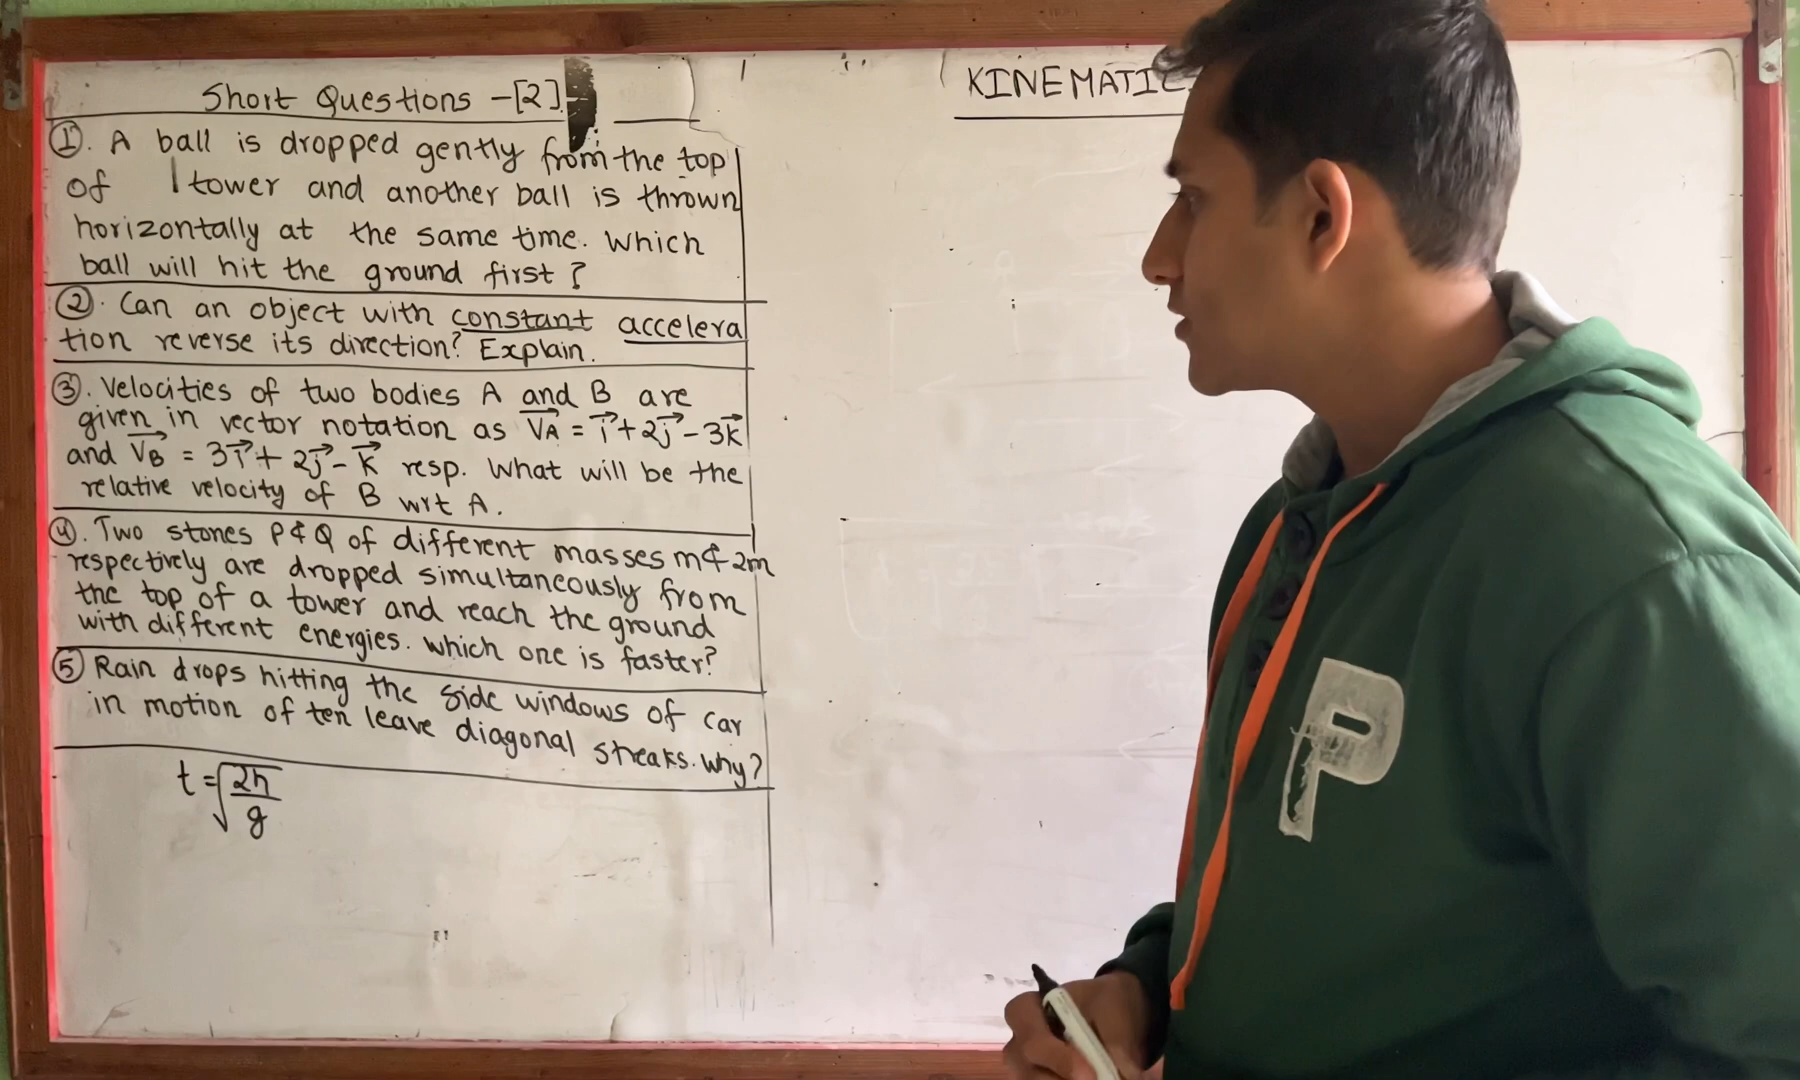 Short Questions -[2]
①. A ball is dropped gently from the top
of tower and another ball is thrown
horizontally at the same time. Which
ball will hit the ground first?
②. Can an object with constant accelera
tion reverse its direction? Explain.
③. Velocities of two bodies A and B are
given in vector notation as V⃗A = i⃗ + 2j⃗ - 3k⃗
and V⃗B = 3i⃗ + 2j⃗ - k⃗ resp. What will be the
relative velocity of B wrt A.
④. Two stones P & Q of different masses m & 2m
respectively are dropped simultaneously from
the top of a tower and reach the ground
with different energies. which one is faster?
⑤ Rain drops hitting the side windows of car
in motion of ten leave diagonal streaks. Why?
t = √2h/g
KINEMATIC
P